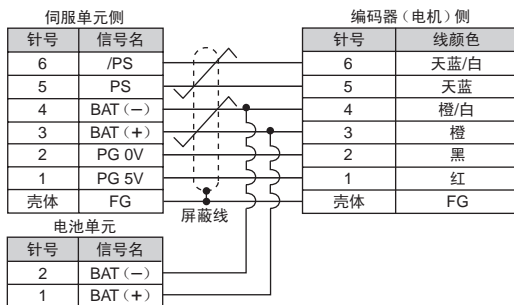 伺服单元侧 编码器（电机）侧
针号 信号名 针号 线颜色
6 /PS 6 天蓝/白
5 PS 5 天蓝
4 BAT（－） 4 橙/白
3 BAT（＋） 3 橙
2 PG 0V 2 黑
1 PG 5V 1 红
壳体 FG 壳体 FG
屏蔽线
电池单元
针号 信号名
2 BAT（－）
1 BAT（＋）